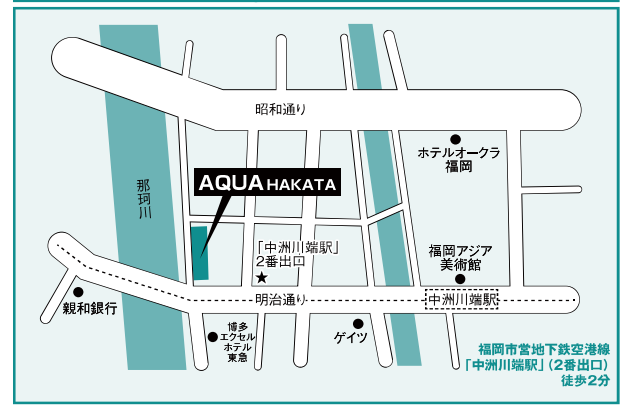 昭和通り
ホテルオークラ
福岡
AQUA HAKATA
那珂川
「中洲川端駅」
2番出口
★
福岡アジア
美術館
明治通り
中洲川端駅
親和銀行
博多
エクセル
ホテル
東急
ゲイツ
福岡市営地下鉄空港線
「中洲川端駅」(2番出口)
徒歩2分